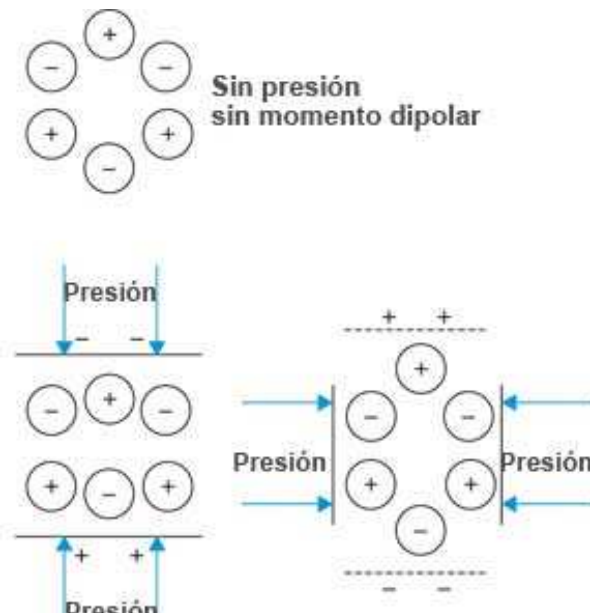 +
− −
Sin presión
sin momento dipolar
+ +
−
Presión
− −
− + −
+ − +
+ +
Presión
+ +
+
− −
Presión Presión
+ +
−
− −